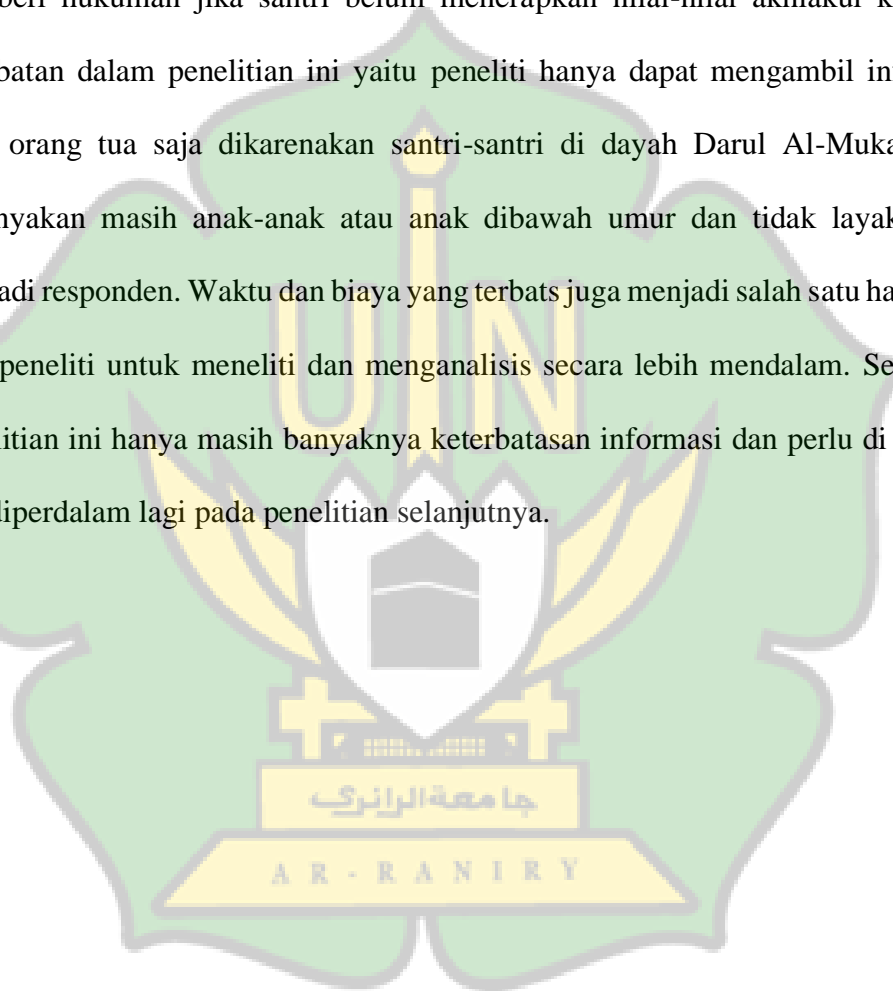 beri hukuman jika santri belum menerapkan nilai-nilai akhlakul k
batan dalam penelitian ini yaitu peneliti hanya dapat mengambil in
orang tua saja dikarenakan santri-santri di dayah Darul Al-Muka
nyakan masih anak-anak atau anak dibawah umur dan tidak layak
adi responden. Waktu dan biaya yang terbats juga menjadi salah satu ha
peneliti untuk meneliti dan menganalisis secara lebih mendalam. Se
litian ini hanya masih banyaknya keterbatasan informasi dan perlu di
diperdalam lagi pada penelitian selanjutnya.
UIN
جامعة الرانري
AR-RANIRY